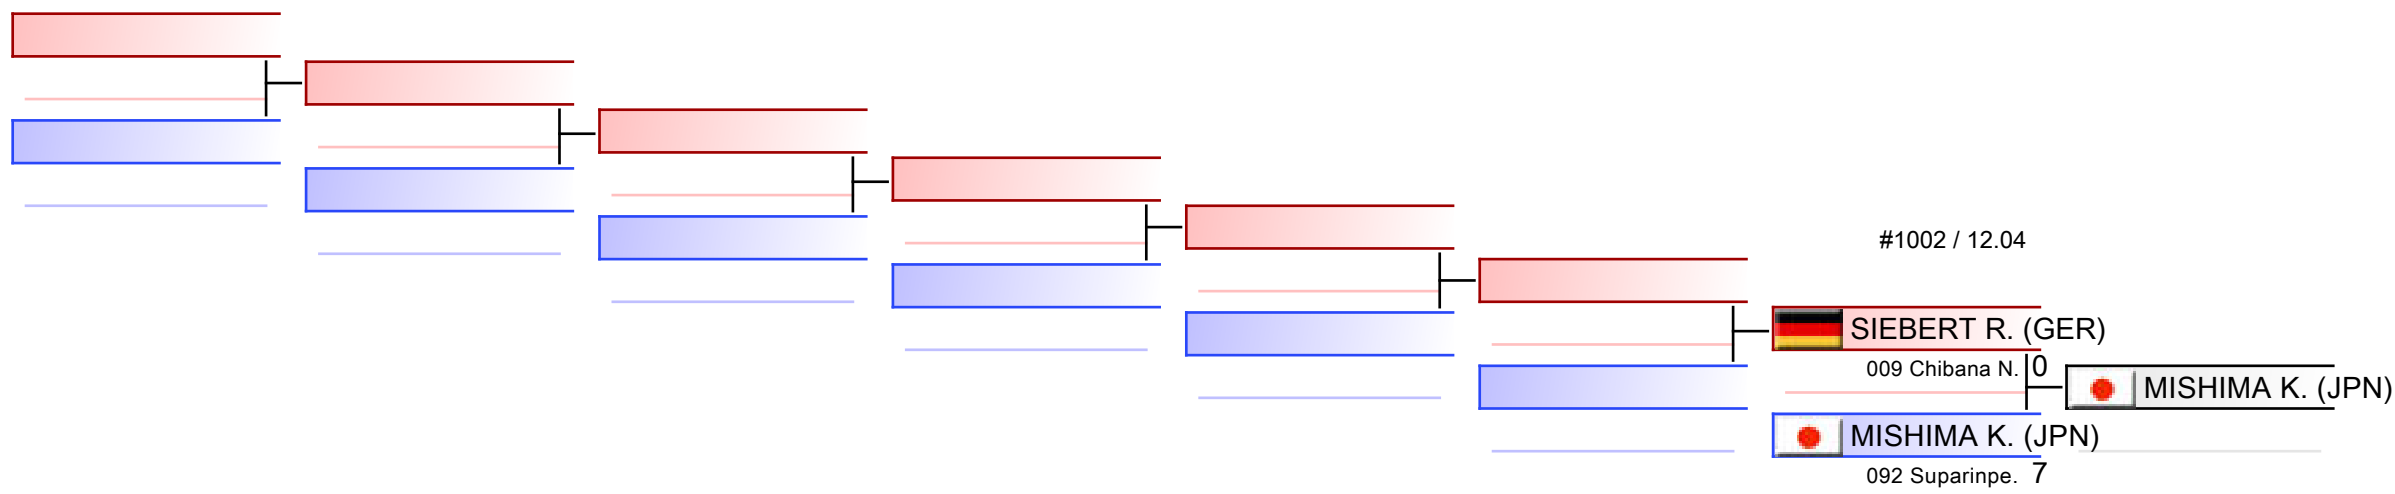 #1002 / 12.04
SIEBERT R. (GER)
009 Chibana N. 0
MISHIMA K. (JPN)
MISHIMA K. (JPN)
092 Suparinpe. 7